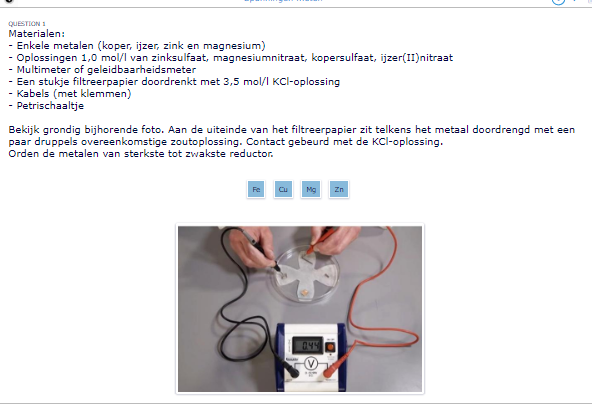 QUESTION 1
Materialen:
- Enkele metalen (koper, ijzer, zink en magnesium)
- Oplossingen 1,0 mol/l van zinksulfaat, magnesiumnitraat, kopersulfaat, ijzer(II)nitraat
- Multimeter of geleidbaarheidsmeter
- Een stukje filtreerpapier doordrenkt met 3,5 mol/l KCl-oplossing
- Kabels (met klemmen)
- Petrischaaltje
Bekijk grondig bijhorende foto. Aan de uiteinde van het filtreerpapier zit telkens het metaal doordrengd met een
paar druppels overeenkomstige zoutoplossing. Contact gebeurd met de KCl-oplossing.
Orden de metalen van sterkste tot zwakste reductor.
Fe Cu Mg Zn
V